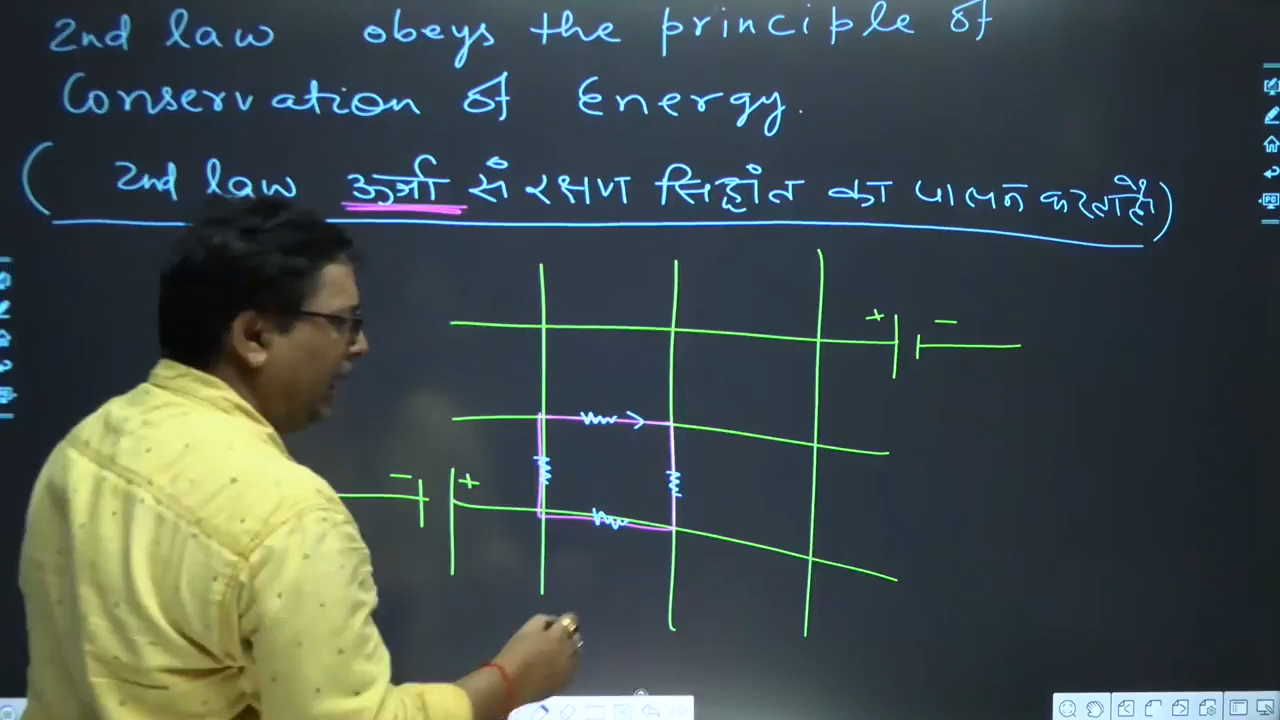 2nd law obeys the principle of
Conservation of Energy.
( 2nd law ऊर्जा संरक्षण सिद्धांत का पालन करता है। )
+ -
- +